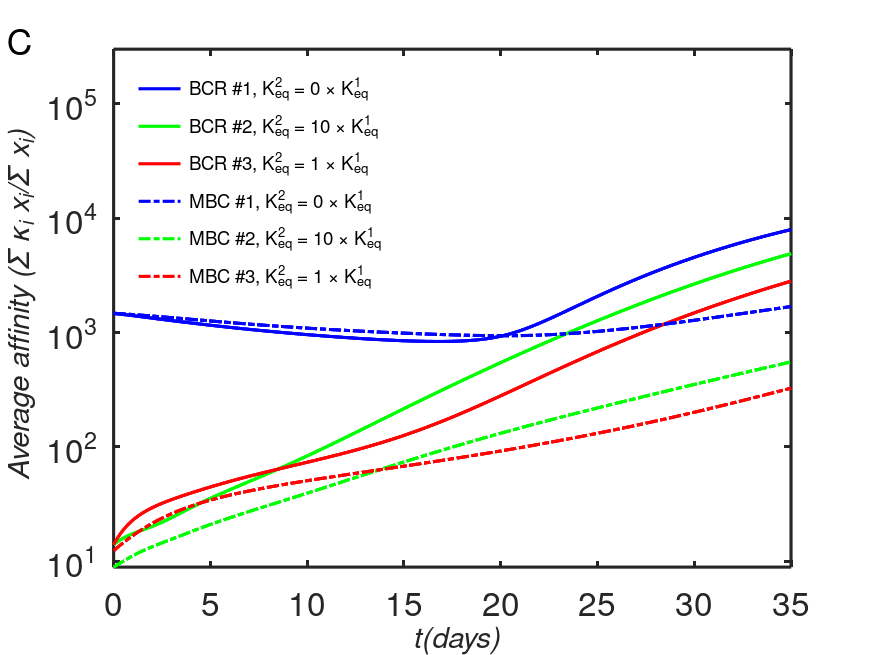 C
BCR #1, K²eq = 0 × K¹eq
BCR #2, K²eq = 10 × K¹eq
BCR #3, K²eq = 1 × K¹eq
MBC #1, K²eq = 0 × K¹eq
MBC #2, K²eq = 10 × K¹eq
MBC #3, K²eq = 1 × K¹eq
Average affinity (Σ κi xi/Σ xi)
10⁵
10⁴
10³
10²
10¹
0 5 10 15 20 25 30 35
t(days)